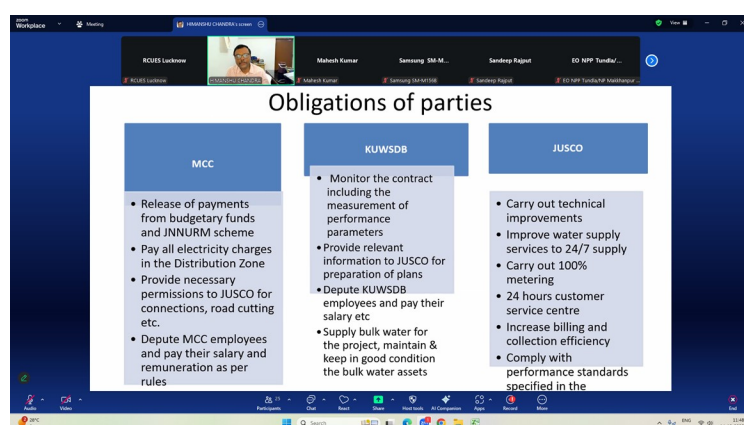 zoom
Workplace
Meeting
HIMANSHU CHANDRA's screen
View
RCUES Lucknow
Mahesh Kumar
Samsung SM-M...
Sandeep Rajput
EO NPP Tundla/...
RCUES Lucknow
HIMANSHU CHANDRA
Mahesh Kumar
Samsung SM-M156B
Sandeep Rajput
EO NPP Tundla/NP Makkhanpur ...
Obligations of parties
MCC
• Release of payments
from budgetary funds
and JNNURM scheme
• Pay all electricity charges
in the Distribution Zone
• Provide necessary
permissions to JUSCO for
connections, road cutting
etc.
• Depute MCC employees
and pay their salary and
remuneration as per
rules
KUWSDB
• Monitor the contract
including the
measurement of
performance
parameters
• Provide relevant
information to JUSCO for
preparation of plans
• Depute KUWSDB
employees and pay their
salary etc
• Supply bulk water for
the project, maintain &
keep in good condition
the bulk water assets
JUSCO
• Carry out technical
improvements
• Improve water supply
services to 24/7 supply
• Carry out 100%
metering
• 24 hours customer
service centre
• Increase billing and
collection efficiency
• Comply with
performance standards
specified in the
Audio
Video
25
Participants
Chat
React
Share
Host tools
AI Companion
Apps
Record
More
End
28°C
Search
ENG
11:48